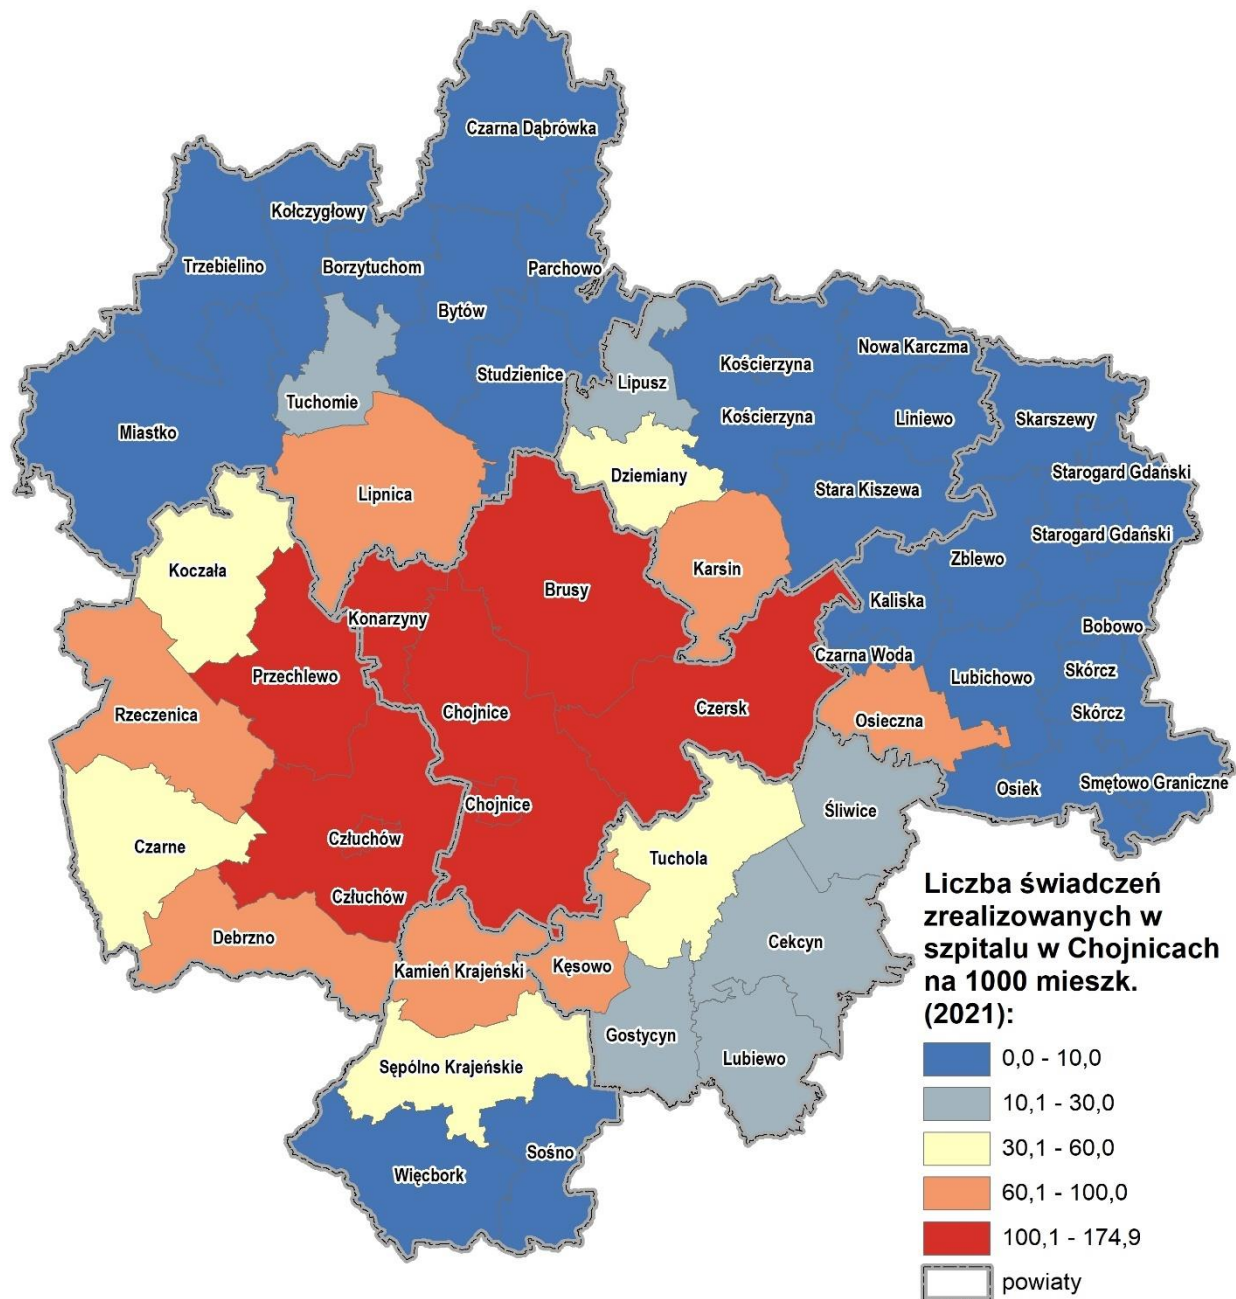 Czarna Dąbrówka
Kołczygłowy
Trzebielino
Borzytuchom
Parchowo
Bytów
Nowa Karczma
Kościerzyna
Studzienice
Lipusz
Tuchomie
Kościerzyna
Liniewo
Skarszewy
Miastko
Starogard Gdański
Dziemiany
Stara Kiszewa
Lipnica
Starogard Gdański
Zblewo
Koczała
Karsin
Brusy
Kaliska
Konarzyny
Bobowo
Czarna Woda
Przechlewo
Lubichowo
Skórcz
Czersk
Chojnice
Skórcz
Rzeczenica
Osieczna
Smętowo Graniczne
Osiek
Chojnice
Śliwice
Człuchów
Czarne
Tuchola
Człuchów
Debrzno
Cekcyn
Kamień Krajeński
Kęsowo
Gostycyn
Lubiewo
Sępólno Krajeńskie
Sośno
Więcbork
Liczba świadczeń
zrealizowanych w
szpitalu w Chojnicach
na 1000 mieszk.
(2021):
0,0 - 10,0
10,1 - 30,0
30,1 - 60,0
60,1 - 100,0
100,1 - 174,9
powiaty